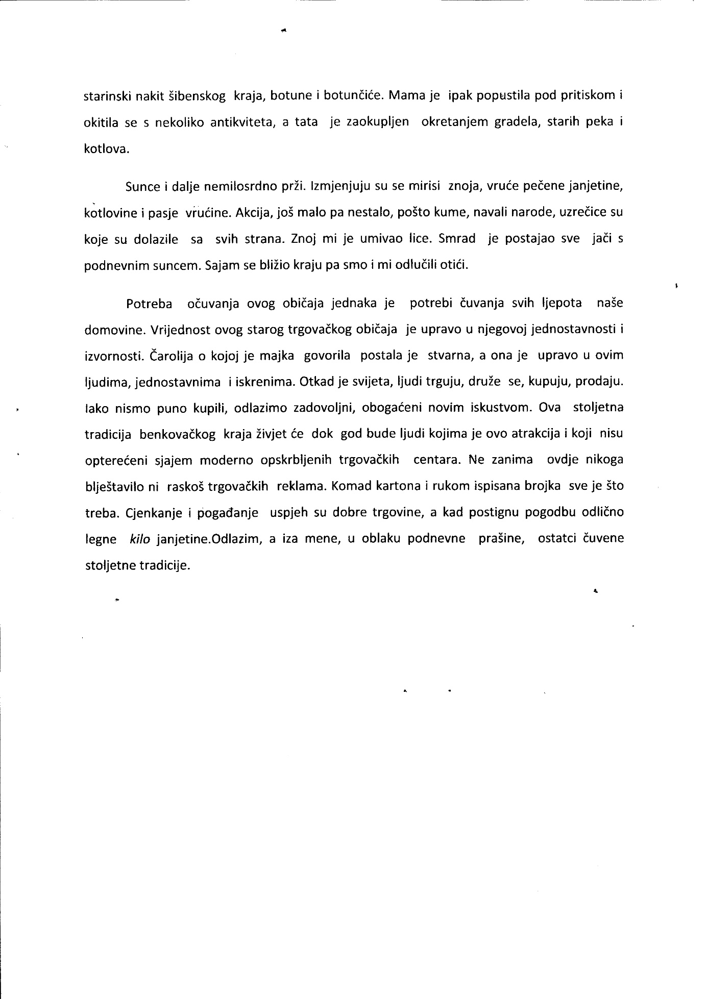 starinski nakit šibenskog kraja, botune i botunčiće. Mama je ipak popustila pod pritiskom i
okitila se s nekoliko antikviteta, a tata je zaokupljen okretanjem gradela, starih peka i
kotlova.
Sunce i dalje nemilosrdno prži. Izmjenjuju su se mirisi znoja, vruće pečene janjetine,
kotlovine i pasje vrućine. Akcija, još malo pa nestalo, pošto kume, navali narode, uzrečice su
koje su dolazile sa svih strana. Znoj mi je umivao lice. Smrad je postajao sve jači s
podnevnim suncem. Sajam se bližio kraju pa smo i mi odlučili otići.
Potreba očuvanja ovog običaja jednaka je potrebi čuvanja svih ljepota naše
domovine. Vrijednost ovog starog trgovačkog običaja je upravo u njegovoj jednostavnosti i
izvornosti. Čarolija o kojoj je majka govorila postala je stvarna, a ona je upravo u ovim
ljudima, jednostavnima i iskrenima. Otkad je svijeta, ljudi trguju, druže se, kupuju, prodaju.
Iako nismo puno kupili, odlazimo zadovoljni, obogaćeni novim iskustvom. Ova stoljetna
tradicija benkovačkog kraja živjet će dok god bude ljudi kojima je ovo atrakcija i koji nisu
opterećeni sjajem moderno opskrbljenih trgovačkih centara. Ne zanima ovdje nikoga
blještavilo ni raskoš trgovačkih reklama. Komad kartona i rukom ispisana brojka sve je što
treba. Cjenkanje i pogađanje uspjeh su dobre trgovine, a kad postignu pogodbu odlično
legne kilo janjetine.Odlazim, a iza mene, u oblaku podnevne prašine, ostatci čuvene
stoljetne tradicije.